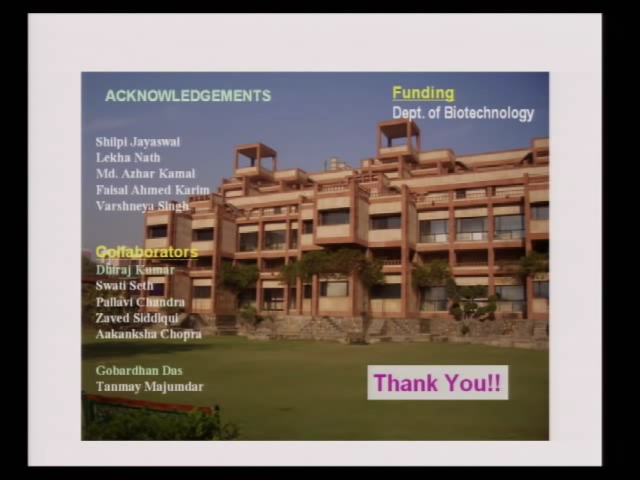 ACKNOWLEDGEMENTS
Funding
Dept. of Biotechnology
Shilpi Jayaswal
Lekha Nath
Md. Azhar Kamal
Faisal Ahmed Karim
Varshneya Singh
Collaborators
Dhiraj Kumar
Swati Seth
Pallavi Chandra
Zaved Siddiqui
Aakanksha Chopra
Gobardhan Das
Tanmay Majumdar
Thank You!!